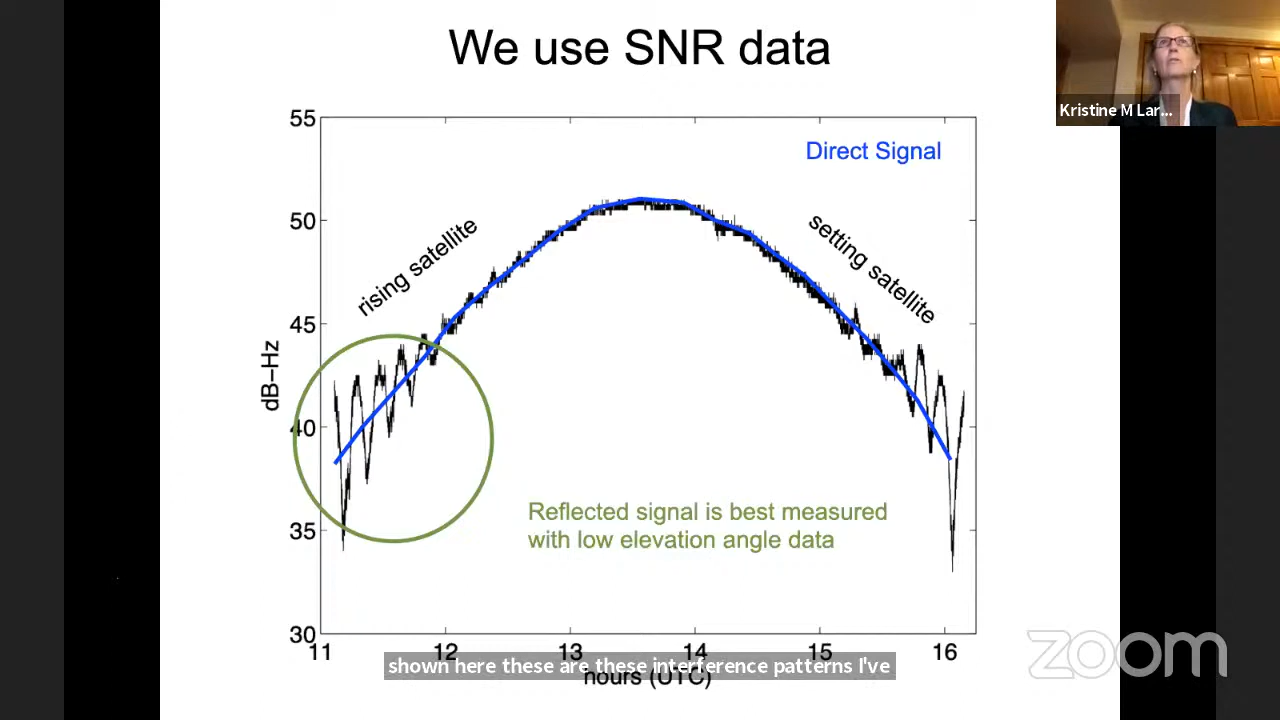 We use SNR data
Kristine M Lar...
Direct Signal
rising satellite
setting satellite
55
50
45
40
35
30
dB-Hz
Reflected signal is best measured
with low elevation angle data
11
12
13
14
15
16
hours (UTC)
shown here these are these interference patterns I've
zoom